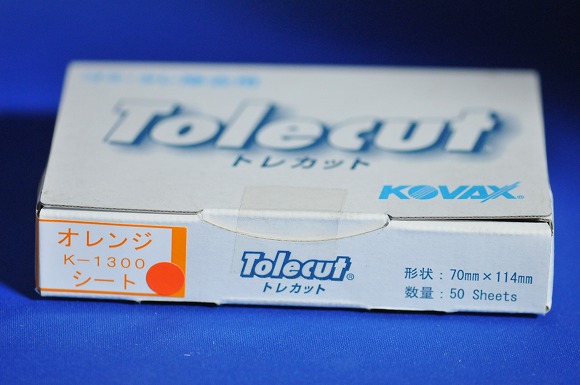 Tolecut
トレカット
KOVAX
オレンジ
K-1300
シート
Tolecut®
トレカット
形状：70mm×114mm
数量：50 Sheets